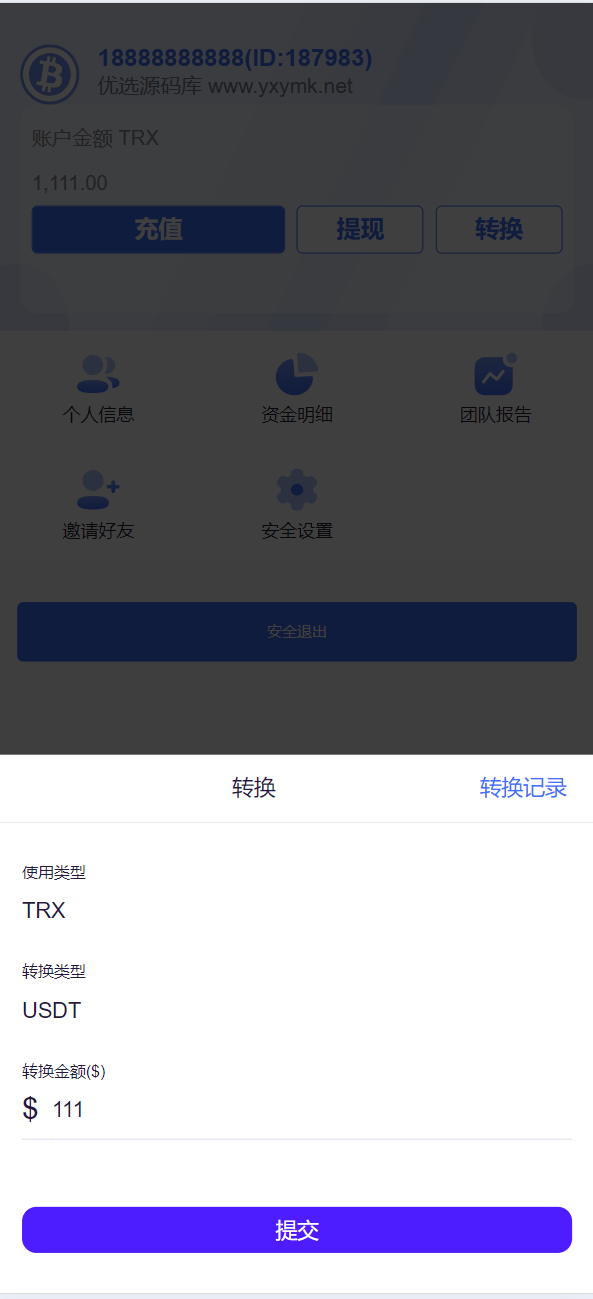 18888888888(ID:187983)
优选源码库 www.yxymk.net
账户金额 TRX
1,111.00
充值 提现 转换
个人信息 资金明细 团队报告
邀请好友 安全设置
安全退出
转换 转换记录
使用类型
TRX
转换类型
USDT
转换金额($)
$ 111
提交